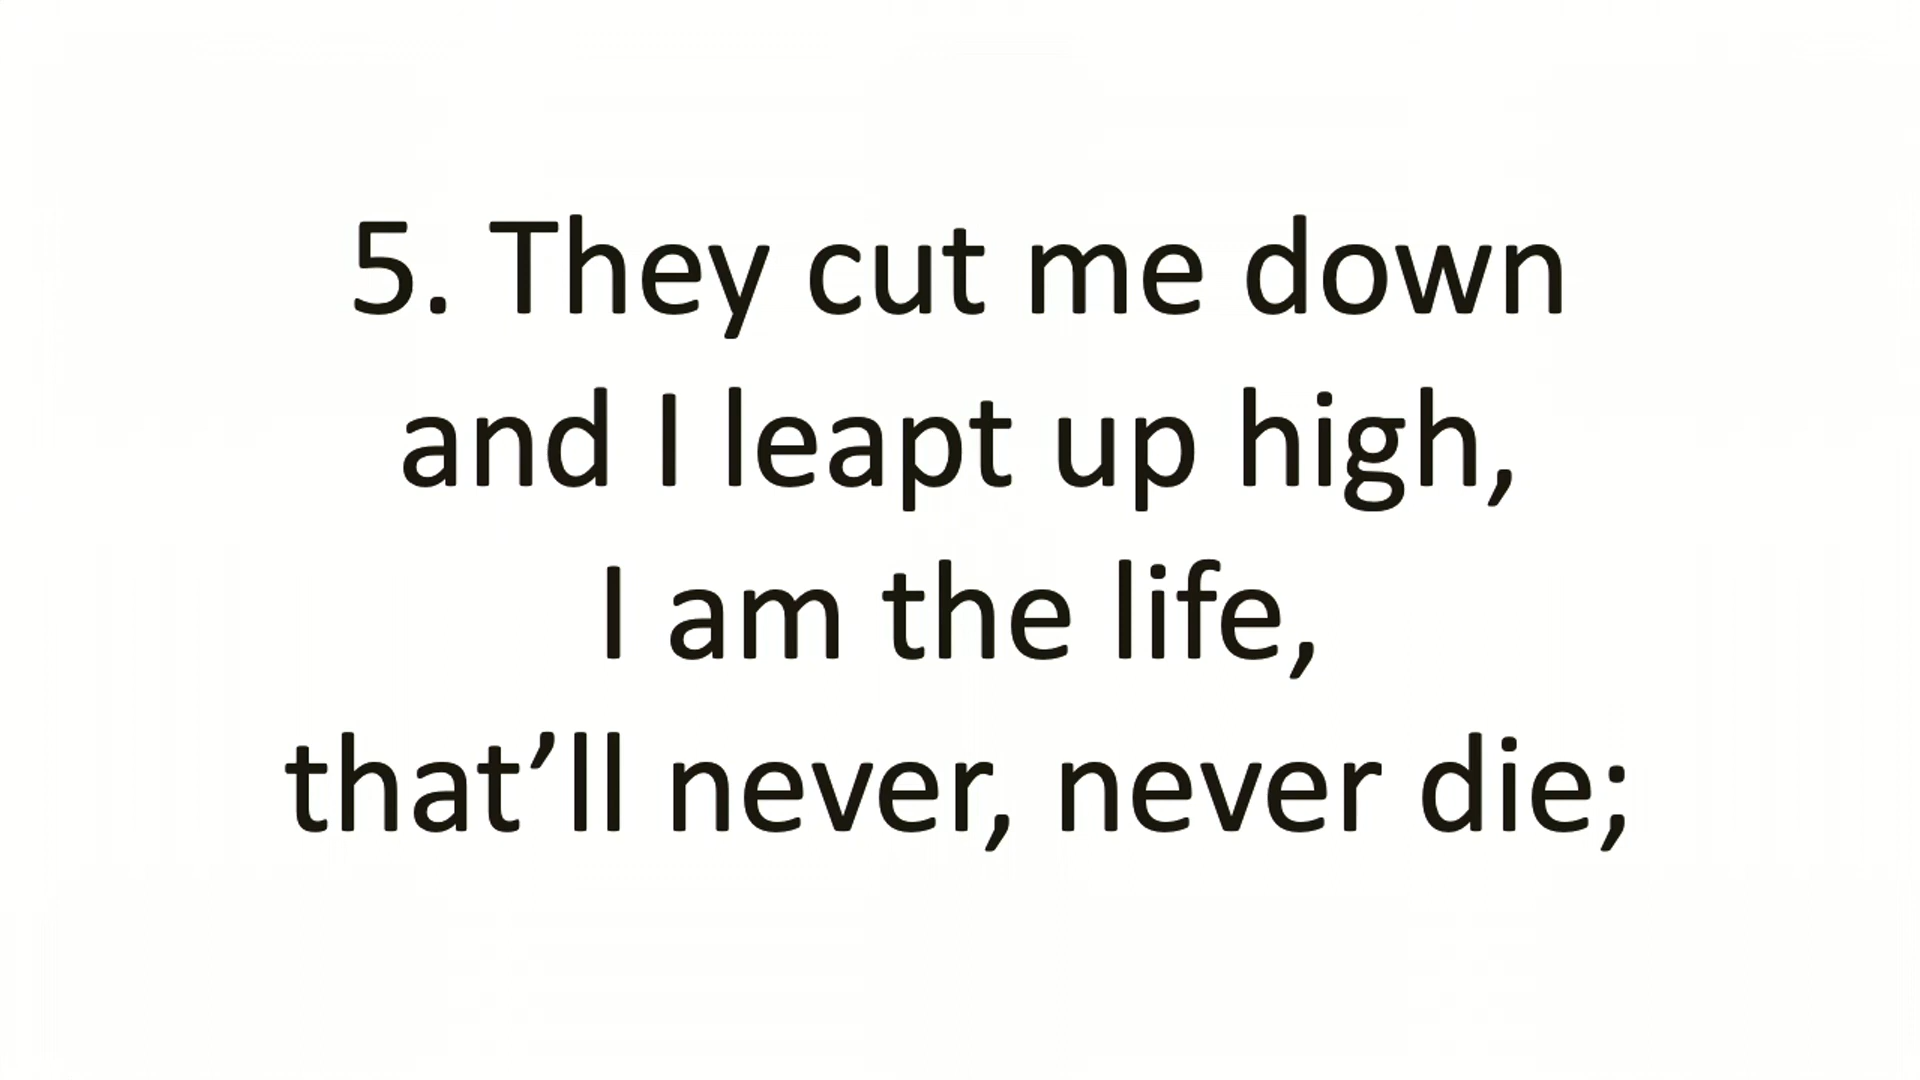 5. They cut me down
and I leapt up high,
I am the life,
that’ll never, never die;